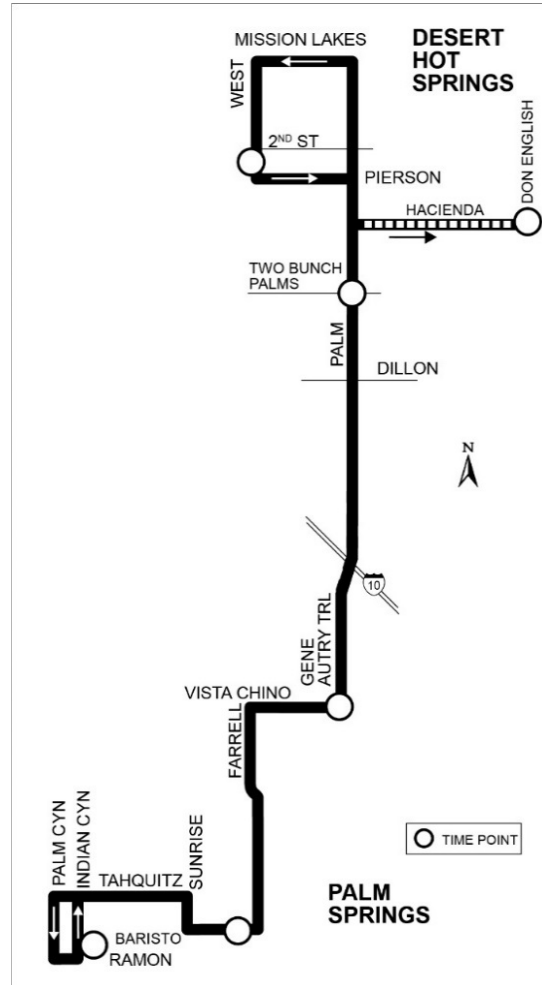 MISSION LAKES
DESERT
HOT
SPRINGS
WEST
2ND ST
DON ENGLISH
PIERSON
HACIENDA
TWO BUNCH
PALMS
PALM
DILLON
N
10
GENE
AUTRY TRL
VISTA CHINO
FARRELL
PALM CYN
INDIAN CYN
SUNRISE
TIME POINT
TAHQUITZ
PALM
SPRINGS
BARISTO
RAMON